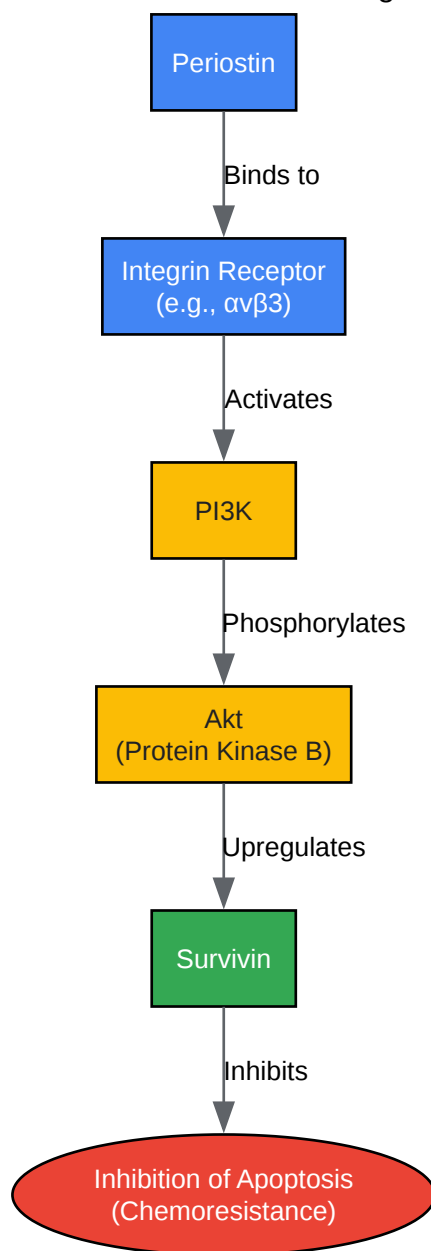 Periostin
Binds to
Integrin Receptor
(e.g., αvβ3)
Activates
PI3K
Phosphorylates
Akt
(Protein Kinase B)
Upregulates
Survivin
Inhibits
Inhibition of Apoptosis
(Chemoresistance)